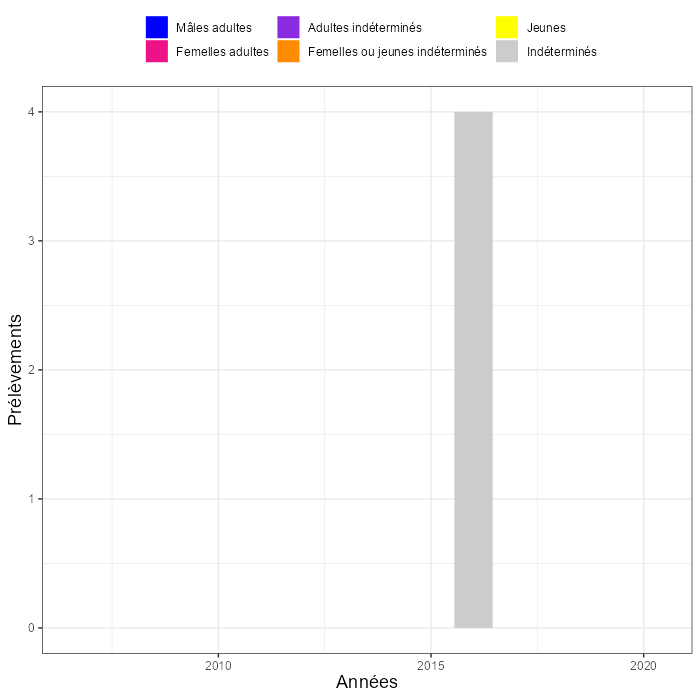 Mâles adultes Adultes indéterminés Jeunes
Femelles adultes Femelles ou jeunes indéterminés Indéterminés
4
3
2
1
0
Prélèvements
2010 2015 2020
Années